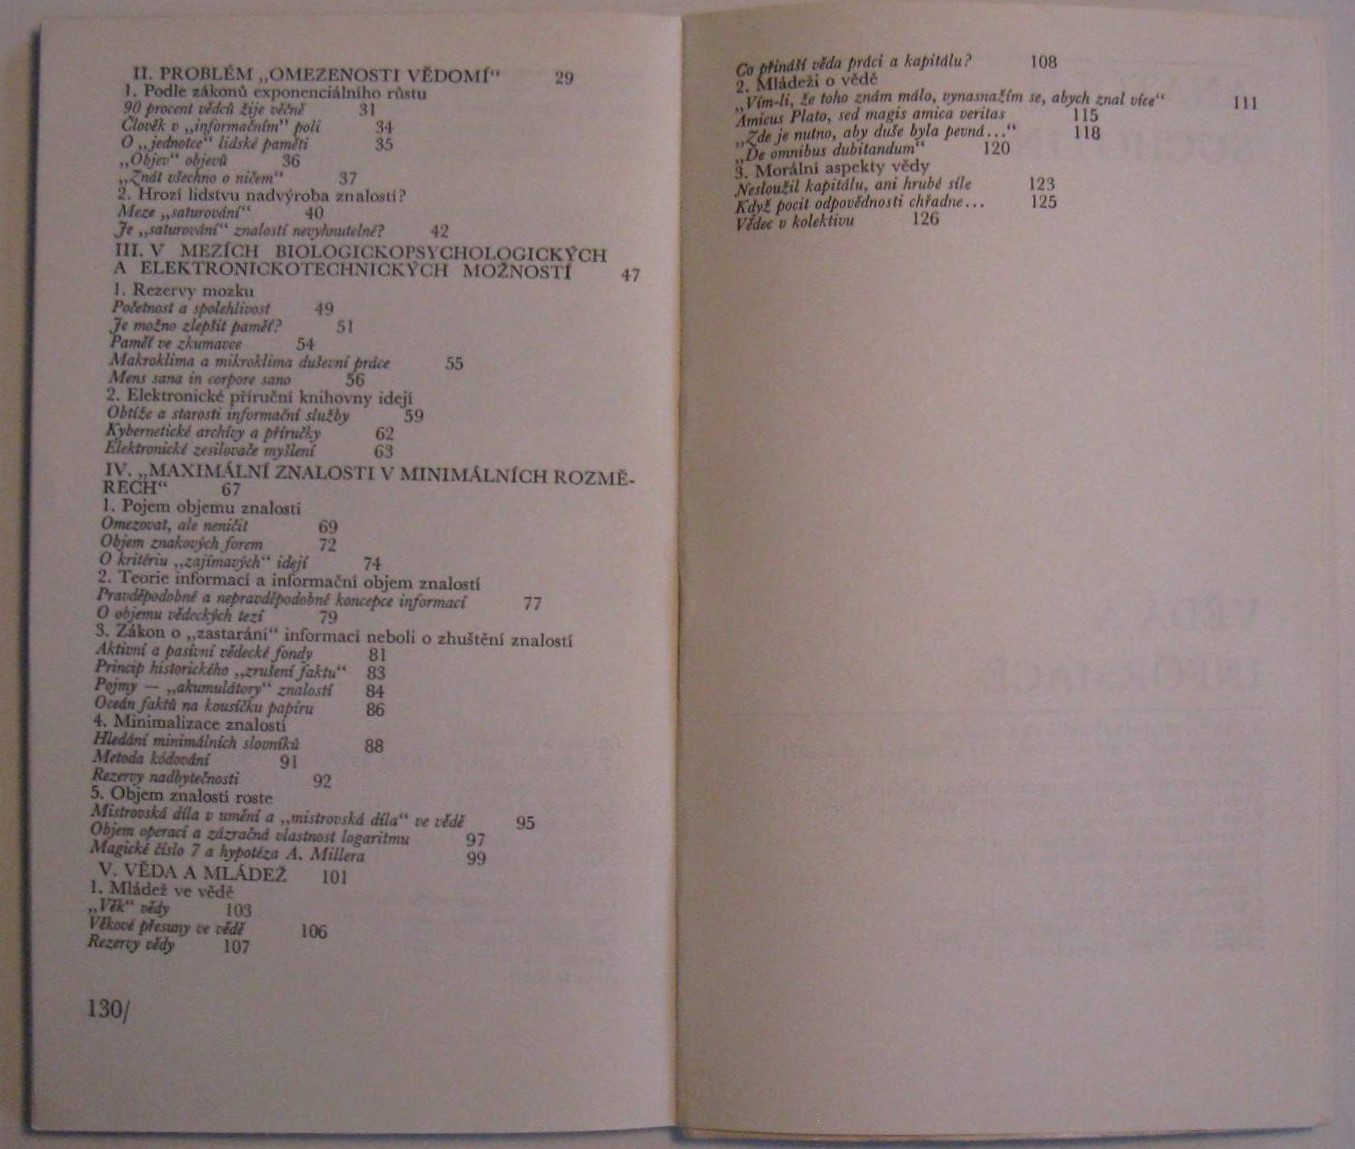 II. PROBLÉM „OMEZENOSTI VĚDOMÍ“ 29
1. Podle zákonů exponenciálního růstu
90 procent vědců žije věčně 31
Člověk v „informačním“ poli 34
O „jednotce“ lidské paměti 35
„Objev“ objevů 36
„Znát všechno o ničem“ 37
2. Hrozí lidstvu nadvýroba znalostí?
Meze „saturování“ 40
Je „saturování“ znalostí nevyhnutelné? 42
III. V MEZÍCH BIOLOGICKOPSYCHOLOGICKÝCH
A ELEKTRONICKOTECHNICKÝCH MOŽNOSTÍ 47
1. Rezervy mozku
Početnost a spolehlivost 49
Je možno zlepšit paměť? 51
Paměť ve zkumavce 54
Makroklima a mikroklima duševní práce 55
Mens sana in corpore sano 56
2. Elektronické příruční knihovny idejí
Obtíže a starosti informační služby 59
Kybernetické archívy a příručky 62
Elektronické zesilovače myšlení 63
IV. „MAXIMÁLNÍ ZNALOSTI V MINIMÁLNÍCH ROZMĚ-
RECH“ 67
1. Pojem objemu znalostí
Omezovat, ale neničit 69
Objem znakových forem 72
O kritériu „zajímavých“ idejí 74
2. Teorie informací a informační objem znalostí
Pravděpodobné a nepravděpodobné koncepce informací 77
O objemu vědeckých tezí 79
3. Zákon o „zastarání“ informací neboli o zhuštění znalostí
Aktivní a pasívní vědecké fondy 81
Princip historického „zrušení faktu“ 83
Pojmy — „akumulátory“ znalostí 84
Oceán faktů na kousíčku papíru 86
4. Minimalizace znalostí
Hledání minimálních slovníků 88
Metoda kódování 91
Rezervy nadbytečnosti 92
5. Objem znalostí roste
Mistrovská díla v umění a „mistrovská díla“ ve vědě 95
Objem operací a zázračná vlastnost logaritmu 97
Magické číslo 7 a hypotéza A. Millera 99
V. VĚDA A MLÁDEŽ 101
1. Mládež ve vědě
„Věk“ vědy 103
Věkové přesuny ve vědě 106
Rezervy vědy 107
130/
Co přináší věda práci a kapitálu? 108
2. Mládeži o vědě
„Vím-li, že toho znám málo, vynasnažím se, abych znal více“ 111
Amicus Plato, sed magis amica veritas 115
„Zde je nutno, aby duše byla pevná...“ 118
„De omnibus dubitandum“ 120
3. Morální aspekty vědy
Nesloužil kapitálu, ani hrubé síle 123
Když pocit odpovědnosti chřadne... 125
Vědec v kolektivu 126